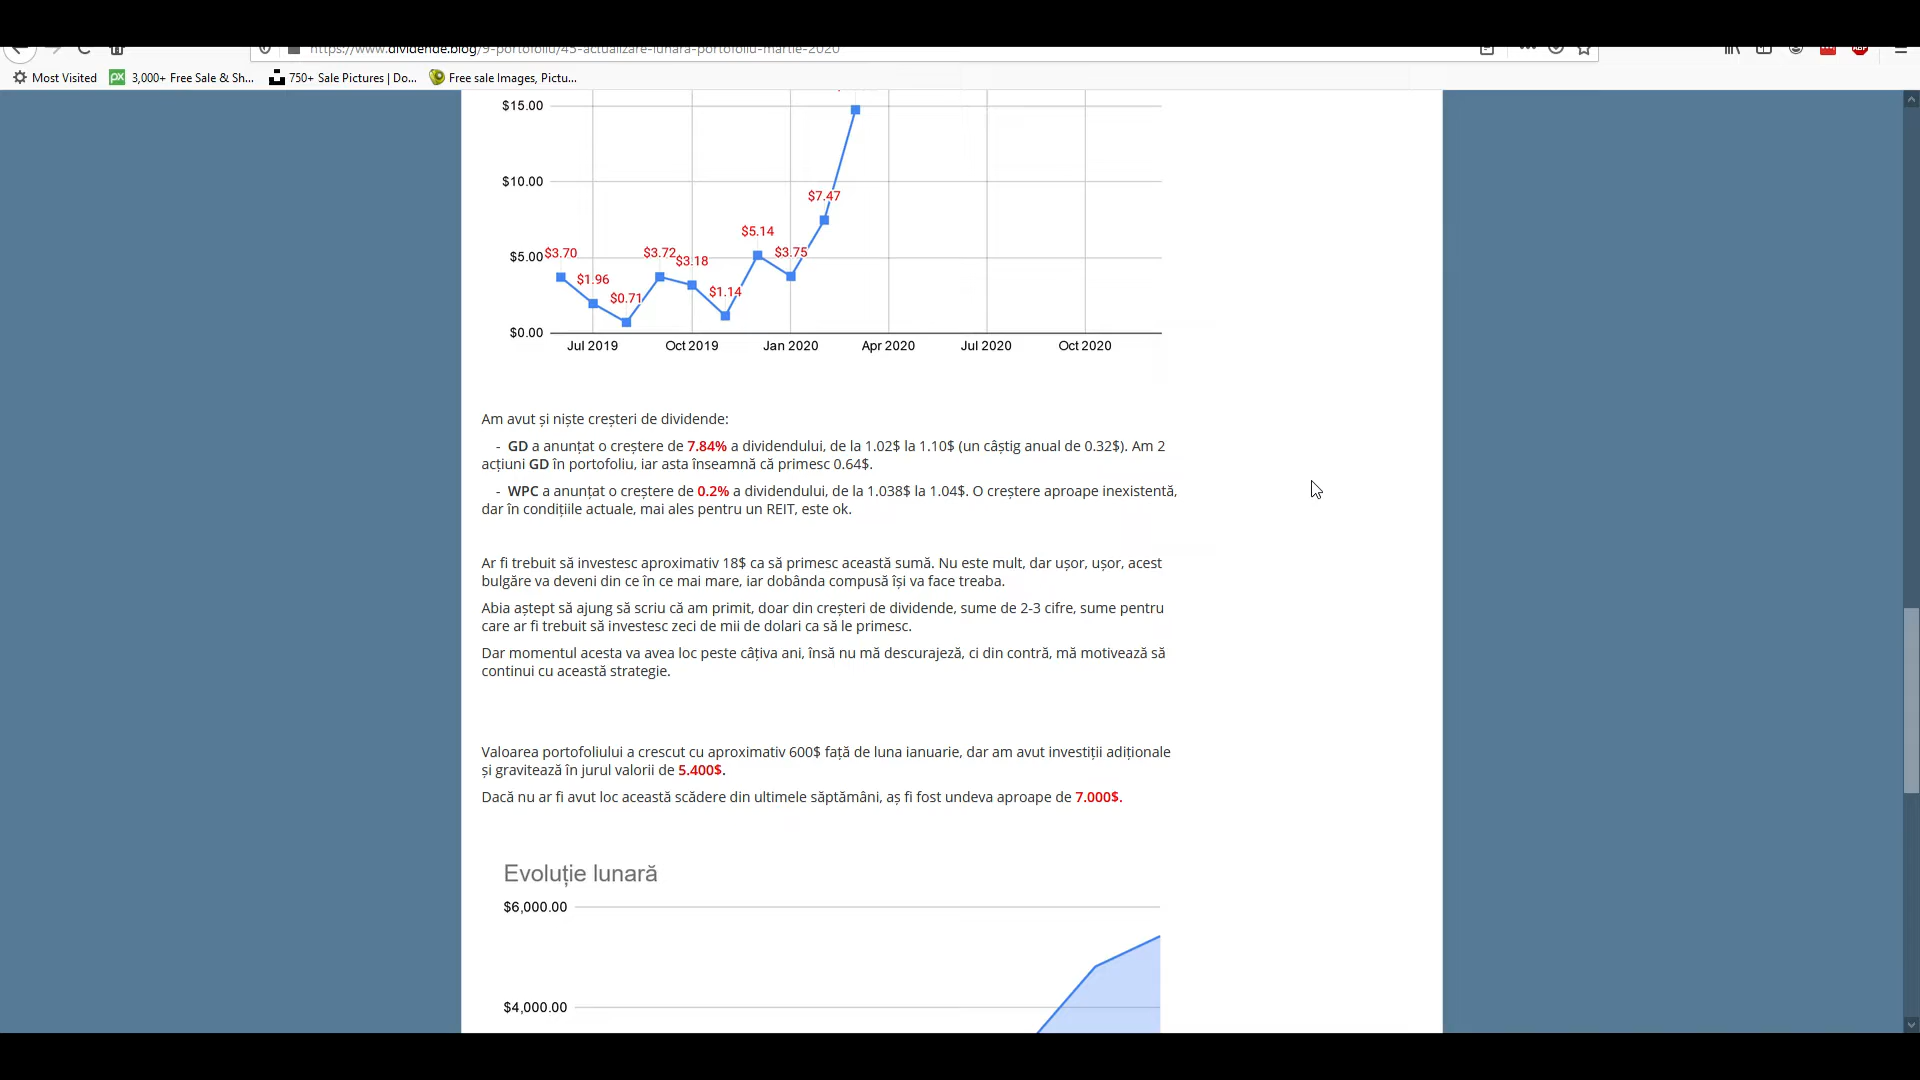 https://www.dividende.blog/9-portofoliu/45-actualizare-lunara-portofoliu-martie-2020
Most Visited 3,000+ Free Sale & Sh... 750+ Sale Pictures | Do... Free sale Images, Pictu...
$15.00
$10.00
$7.47
$5.14
$5.00
$3.70
$3.72
$3.18
$3.75
$1.96
$0.71
$1.14
$0.00
Jul 2019 Oct 2019 Jan 2020 Apr 2020 Jul 2020 Oct 2020
Am avut și niște creșteri de dividende:
- GD a anunțat o creștere de 7.84% a dividendului, de la 1.02$ la 1.10$ (un câștig anual de 0.32$). Am 2
acțiuni GD în portofoliu, iar asta înseamnă că primesc 0.64$.
- WPC a anunțat o creștere de 0.2% a dividendului, de la 1.038$ la 1.04$. O creștere aproape inexistentă,
dar în condițiile actuale, mai ales pentru un REIT, este ok.
Ar fi trebuit să investesc aproximativ 18$ ca să primesc această sumă. Nu este mult, dar ușor, ușor, acest
bulgăre va deveni din ce în ce mai mare, iar dobânda compusă își va face treaba.
Abia aștept să ajung să scriu că am primit, doar din creșteri de dividende, sume de 2-3 cifre, sume pentru
care ar fi trebuit să investesc zeci de mii de dolari ca să le primesc.
Dar momentul acesta va avea loc peste câțiva ani, însă nu mă descurajeză, ci din contră, mă motivează să
continui cu această strategie.
Valoarea portofoliului a crescut cu aproximativ 600$ față de luna ianuarie, dar am avut investiții adiționale
și gravitează în jurul valorii de 5.400$.
Dacă nu ar fi avut loc această scădere din ultimele săptămâni, aș fi fost undeva aproape de 7.000$.
Evoluție lunară
$6,000.00
$4,000.00